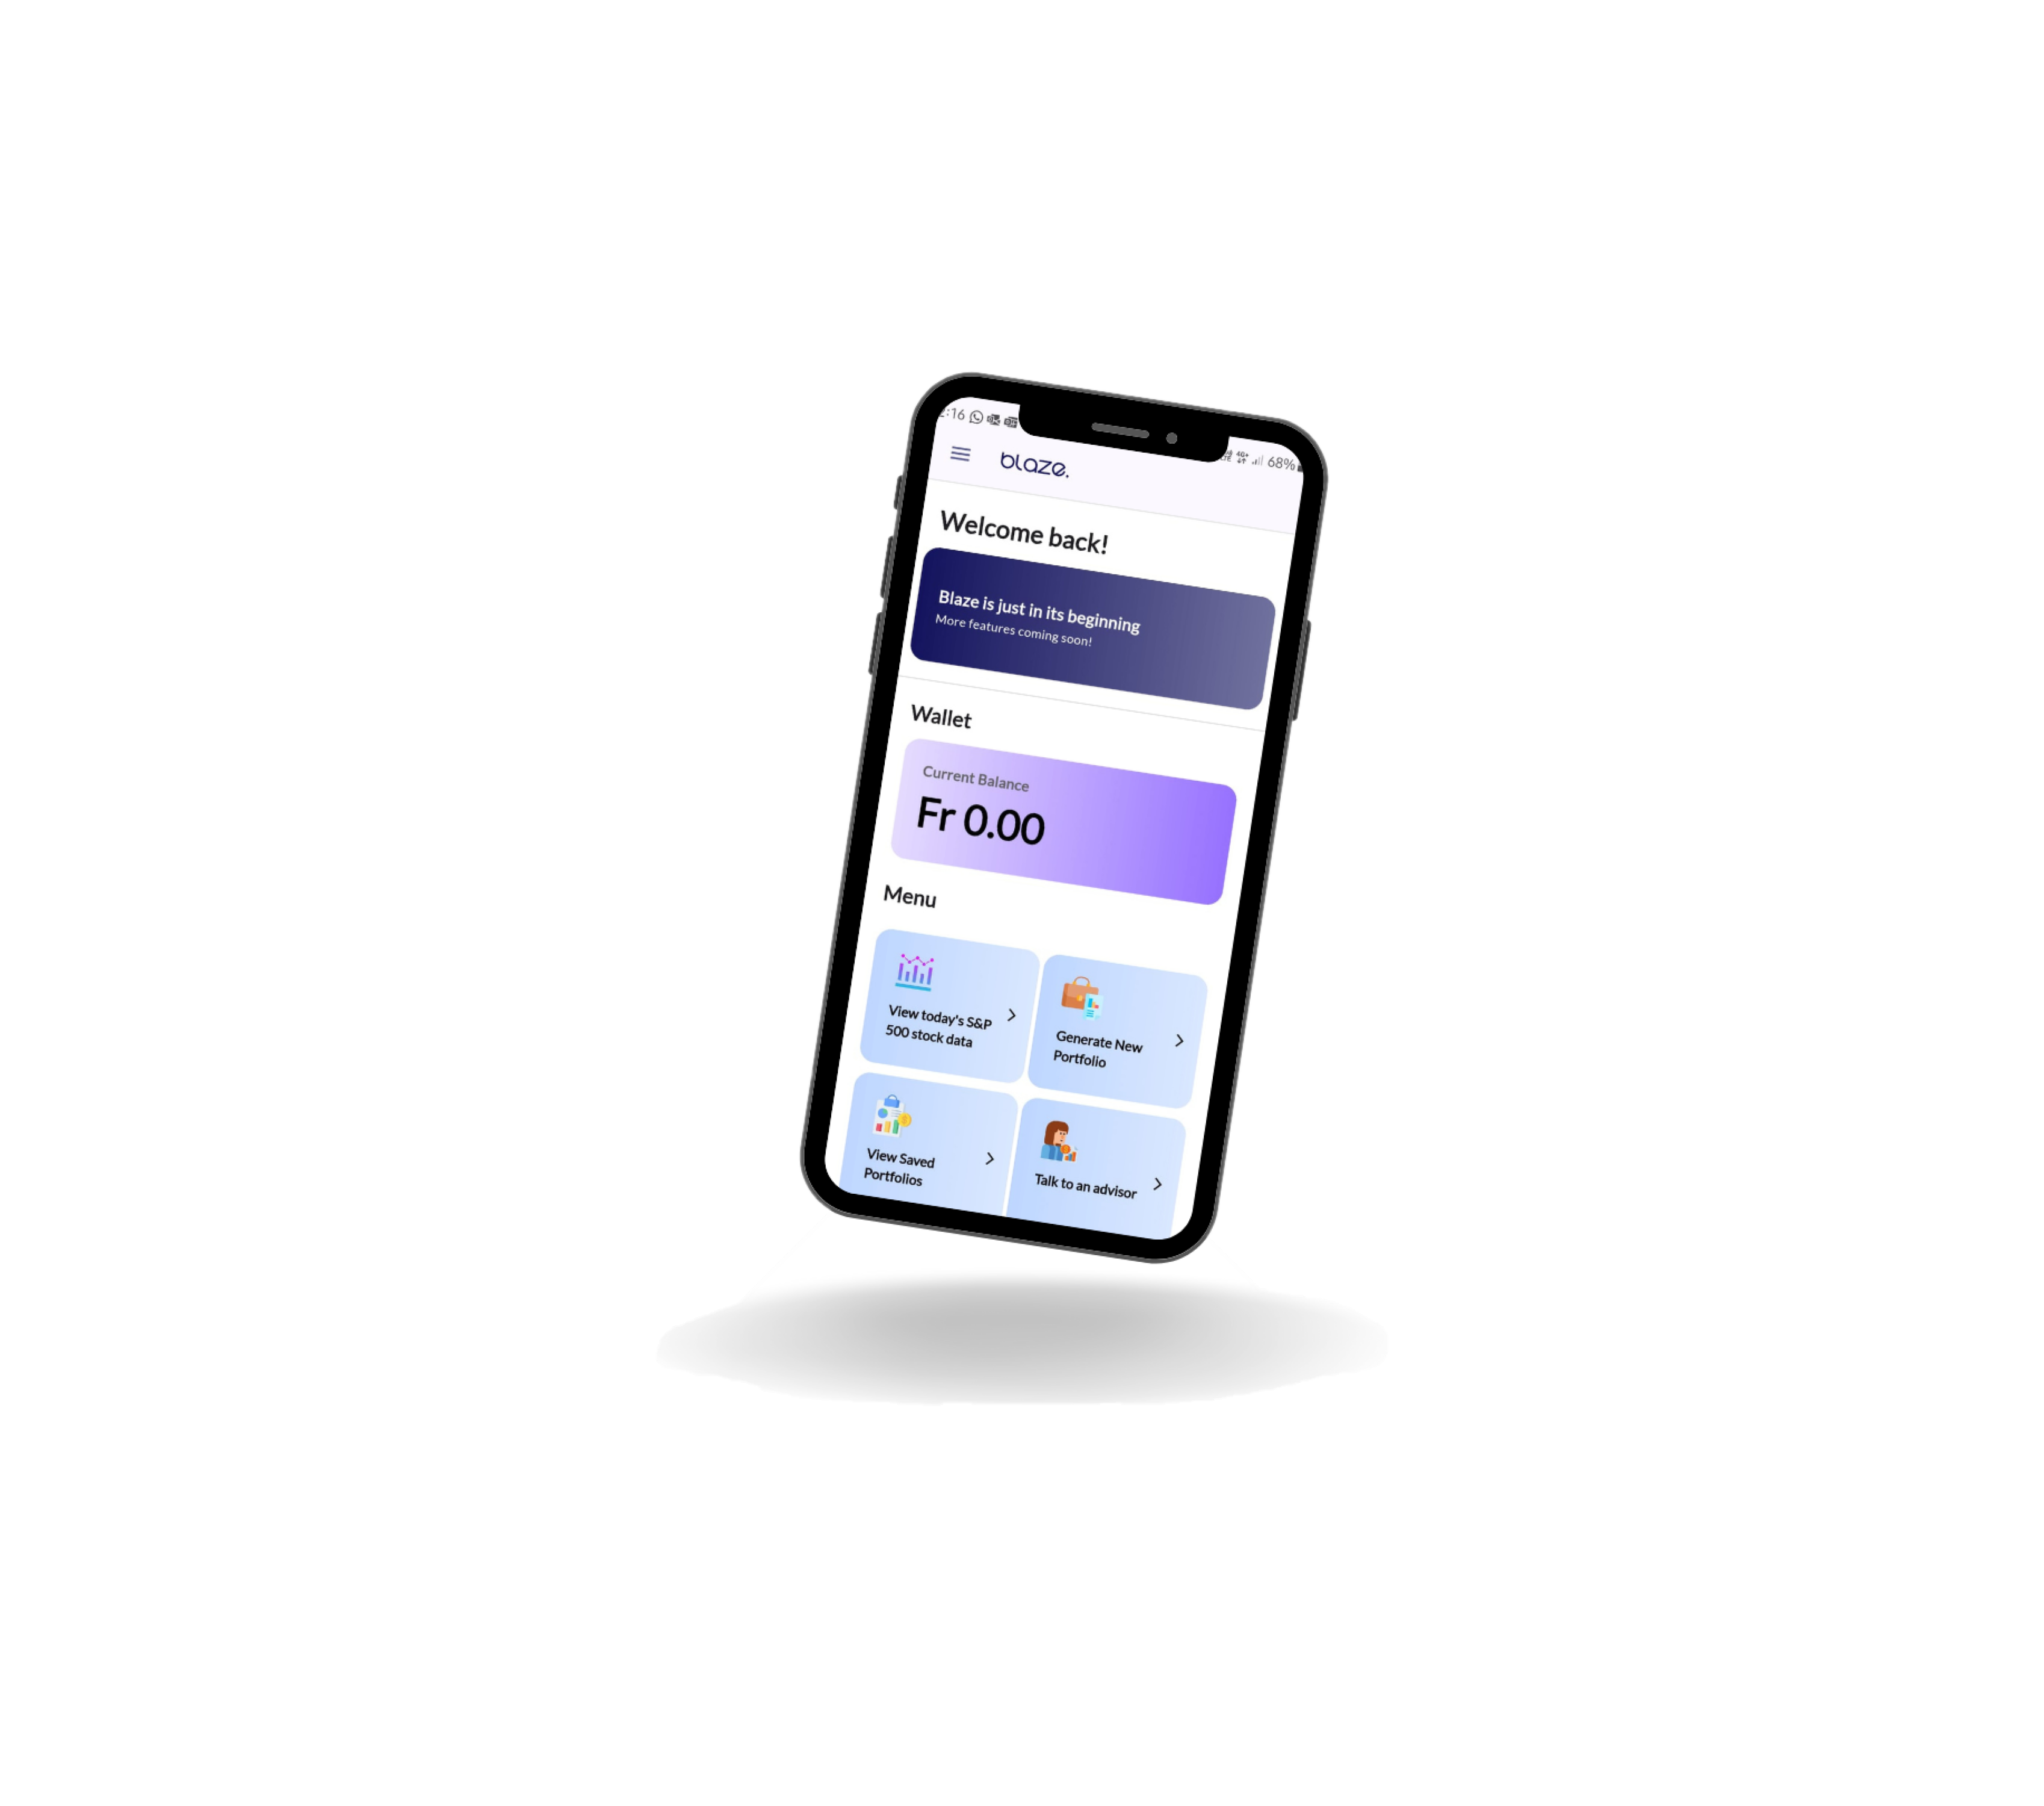 :16
68%
blaze.
Welcome back!
Blaze is just in its beginning
More features coming soon!
Wallet
Current Balance
Fr 0.00
Menu
View today's S&P
500 stock data
Generate New
Portfolio
View Saved
Portfolios
Talk to an advisor